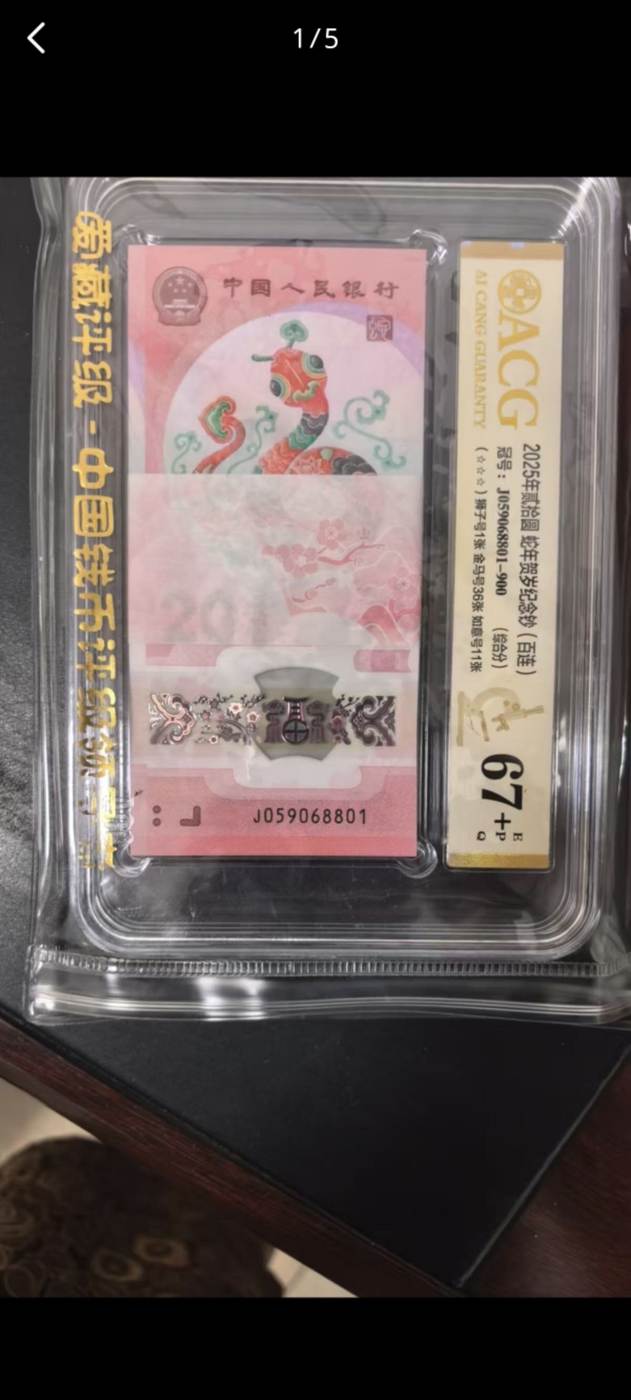 1/5
爱藏评级-中国钱币评级领
中国人民银行
J059068801
ACG
AI CANG GUARANTY
2025年贰拾圆 蛇年贺岁纪念钞（百连）
冠号：J059068801-900 （综合分）
（☆☆☆）狮子号1张 金马号36张 如意号11张
67+
E
P
Q